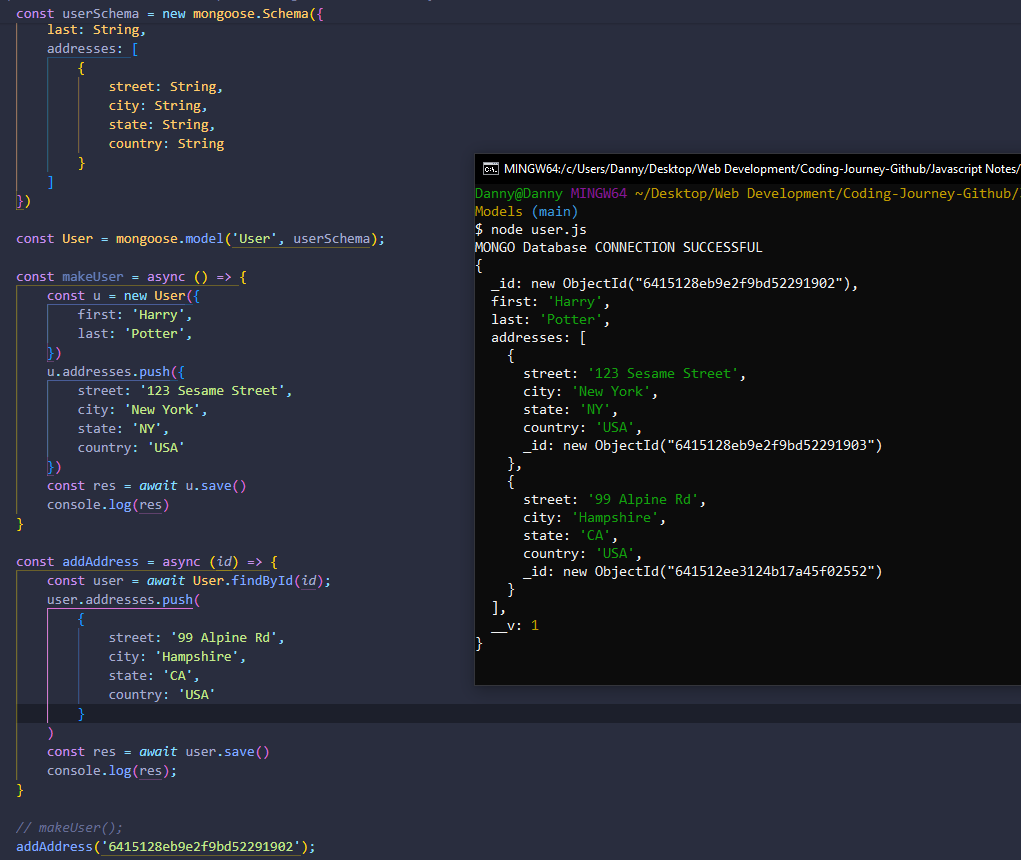 const userSchema = new mongoose.Schema({
last: String,
addresses: [
{
street: String,
city: String,
state: String,
country: String
}
]
})
const User = mongoose.model('User', userSchema);
const makeUser = async () => {
const u = new User({
first: 'Harry',
last: 'Potter',
})
u.addresses.push({
street: '123 Sesame Street',
city: 'New York',
state: 'NY',
country: 'USA'
})
const res = await u.save()
console.log(res)
}
const addAddress = async (id) => {
const user = await User.findById(id);
user.addresses.push(
{
street: '99 Alpine Rd',
city: 'Hampshire',
state: 'CA',
country: 'USA'
}
)
const res = await user.save()
console.log(res);
}
// makeUser();
addAddress('6415128eb9e2f9bd52291902');
MINGW64:/c/Users/Danny/Desktop/Web Development/Coding-Journey-Github/Javascript Notes/
Danny@Danny MINGW64 ~/Desktop/Web Development/Coding-Journey-Github/
Models (main)
$ node user.js
MONGO Database CONNECTION SUCCESSFUL
{
_id: new ObjectId("6415128eb9e2f9bd52291902"),
first: 'Harry',
last: 'Potter',
addresses: [
{
street: '123 Sesame Street',
city: 'New York',
state: 'NY',
country: 'USA',
_id: new ObjectId("6415128eb9e2f9bd52291903")
},
{
street: '99 Alpine Rd',
city: 'Hampshire',
state: 'CA',
country: 'USA',
_id: new ObjectId("641512ee3124b17a45f02552")
}
],
__v: 1
}